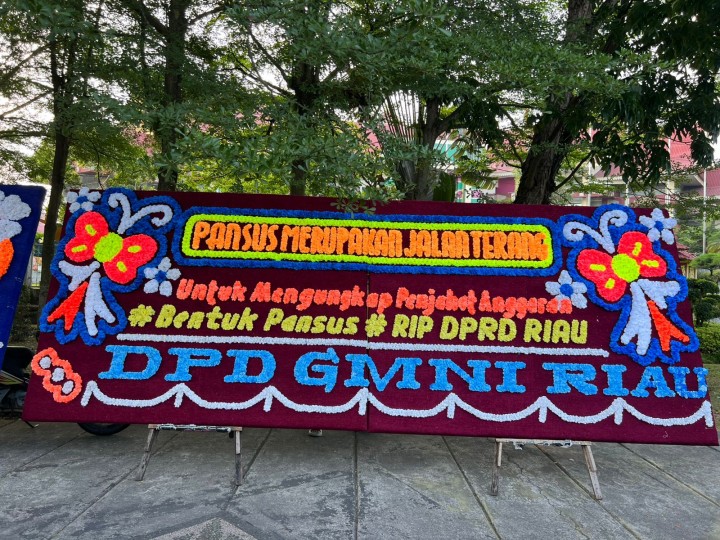 PANSUS MERUPAKAN JALAN TERANG
Untuk Mengungkap Penjahat Anggaran
#Bentuk Pansus #RIP DPRD RIAU
DPD GMNI RIAU